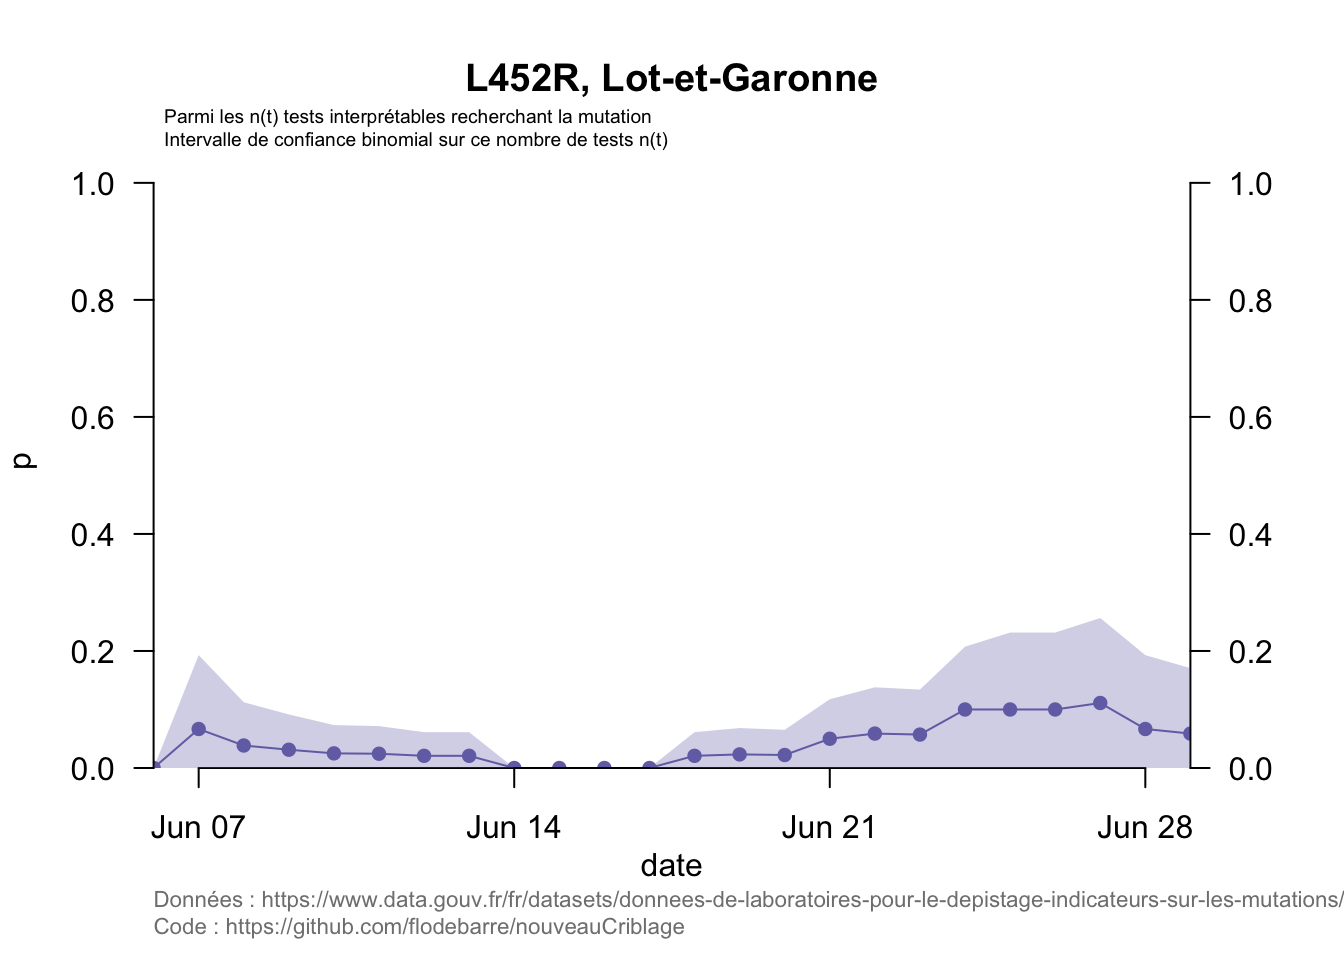 L452R, Lot-et-Garonne
Parmi les n(t) tests interprétables recherchant la mutation
Intervalle de confiance binomial sur ce nombre de tests n(t)
1.0
0.8
0.6
0.4
0.2
0.0
p
1.0
0.8
0.6
0.4
0.2
0.0
Jun 07 Jun 14 Jun 21 Jun 28
date
Données : https://www.data.gouv.fr/fr/datasets/donnees-de-laboratoires-pour-le-depistage-indicateurs-sur-les-mutations/
Code : https://github.com/flodebarre/nouveauCriblage